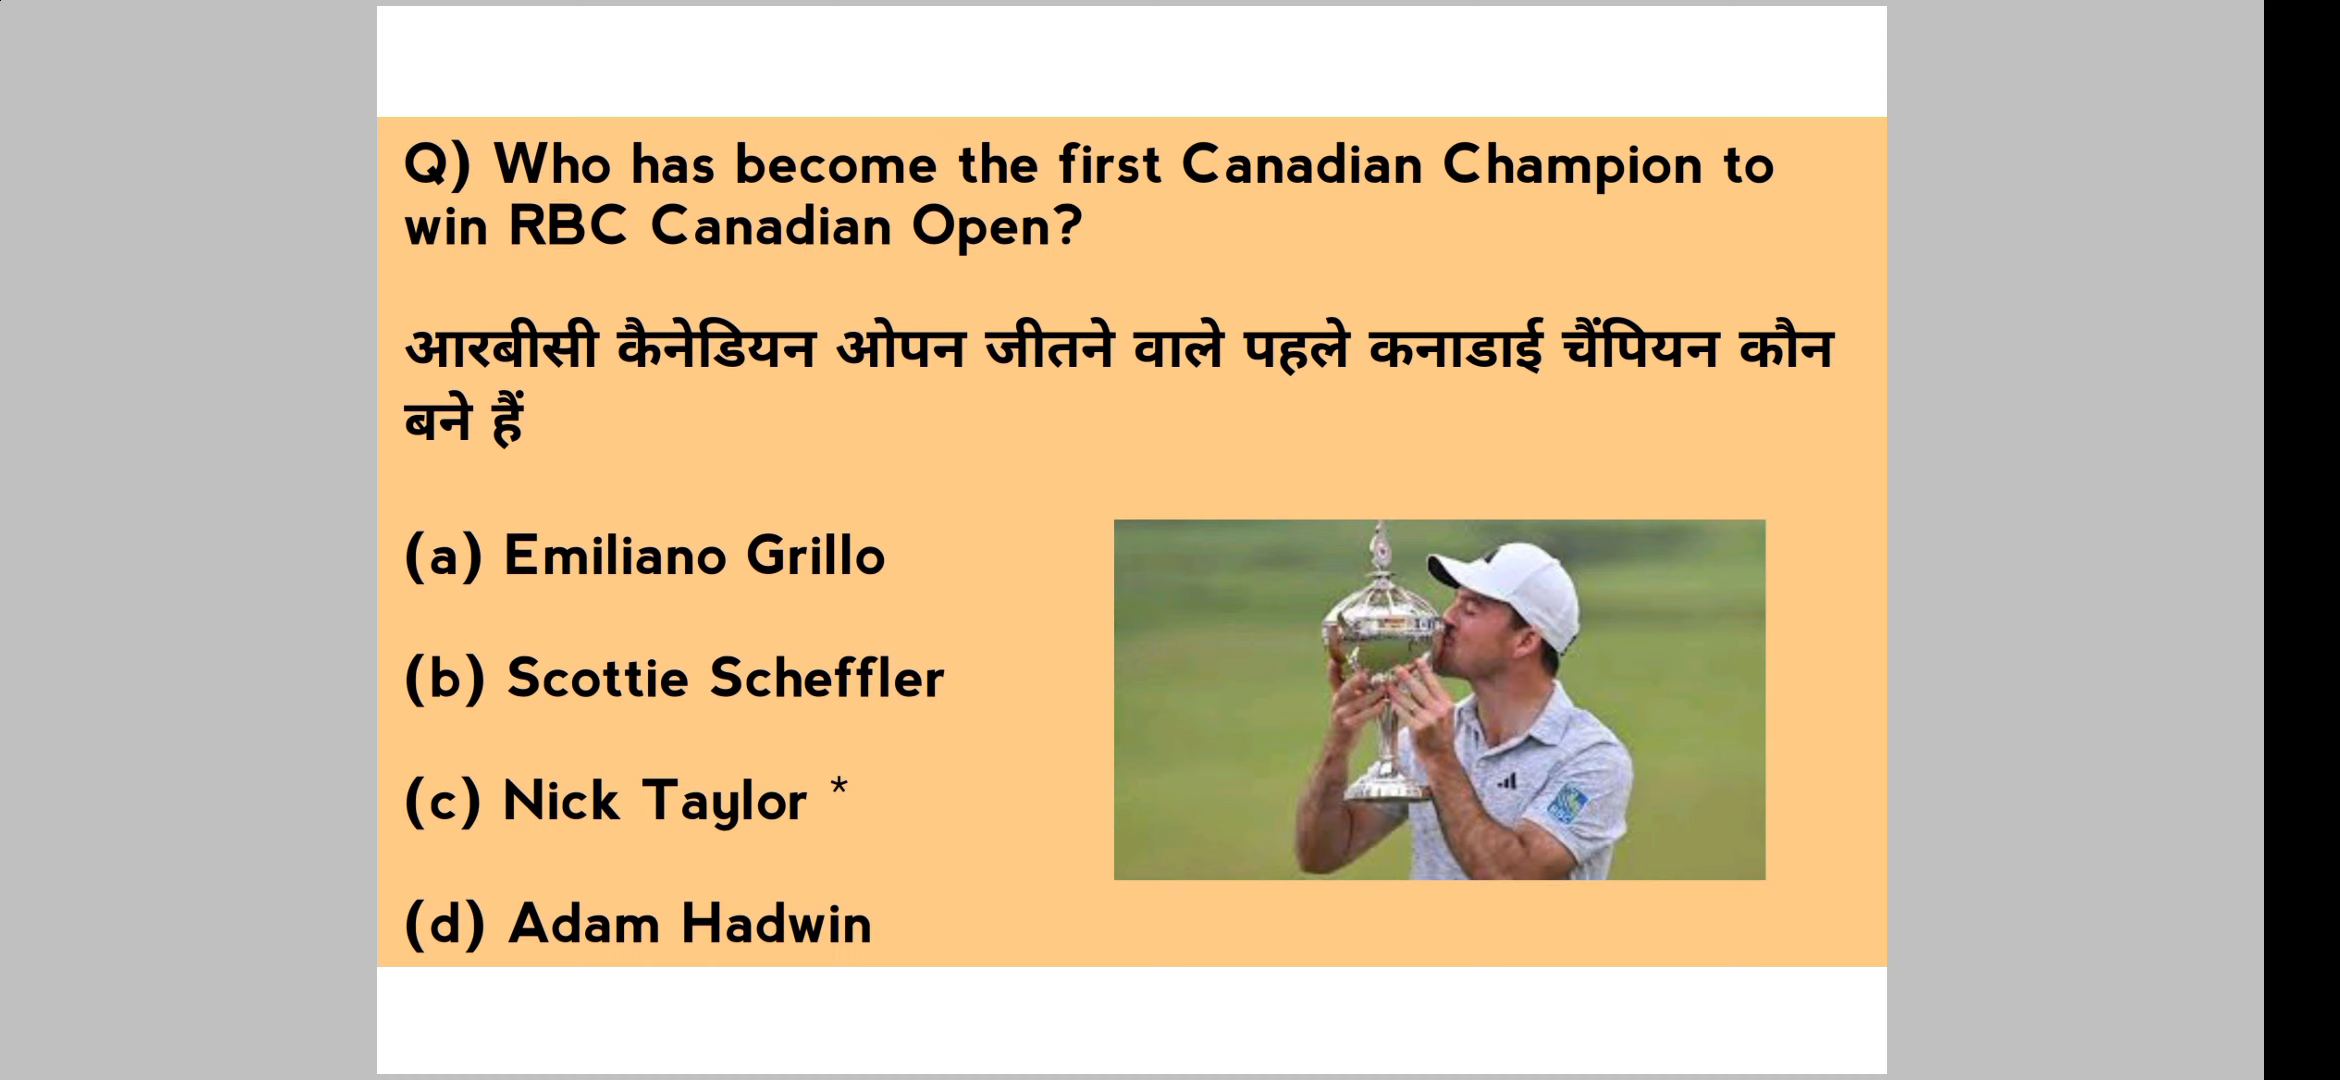 Q) Who has become the first Canadian Champion to
win RBC Canadian Open?
आरबीसी कैनेडियन ओपन जीतने वाले पहले कनाडाई चैंपियन कौन
बने हैं
(a) Emiliano Grillo
(b) Scottie Scheffler
(c) Nick Taylor *
(d) Adam Hadwin